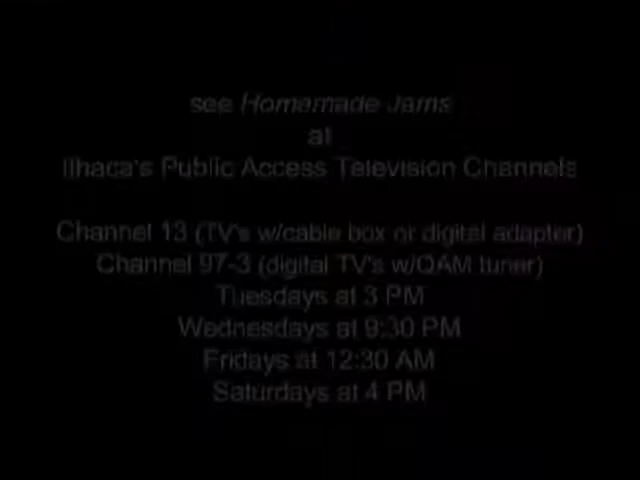 see Homemade Jams
at
Ithaca's Public Access Television Channels
Channel 13 (TV's w/cable box or digital adapter)
Channel 97-3 (digital TV's w/QAM tuner)
Tuesdays at 3 PM
Wednesdays at 9:30 PM
Fridays at 12:30 AM
Saturdays at 4 PM